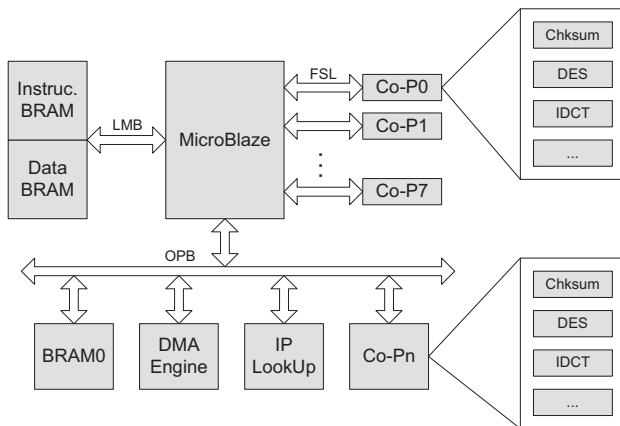 Instruc.
BRAM
Data
BRAM
LMB
MicroBlaze
FSL
Co-P0
Co-P1
...
Co-P7
Chksum
DES
IDCT
...
OPB
BRAM0
DMA
Engine
IP
LookUp
Co-Pn
Chksum
DES
IDCT
...